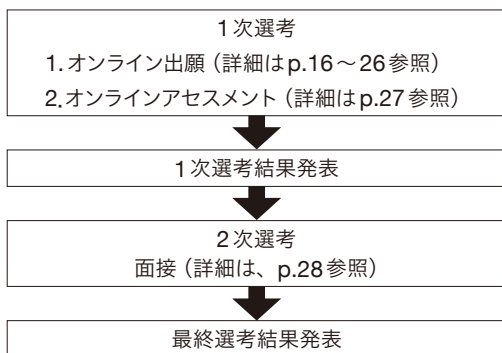 1次選考
1.オンライン出願（詳細はp.16～26参照）
2.オンラインアセスメント（詳細はp.27参照）
1次選考結果発表
2次選考
面接（詳細は、p.28参照）
最終選考結果発表